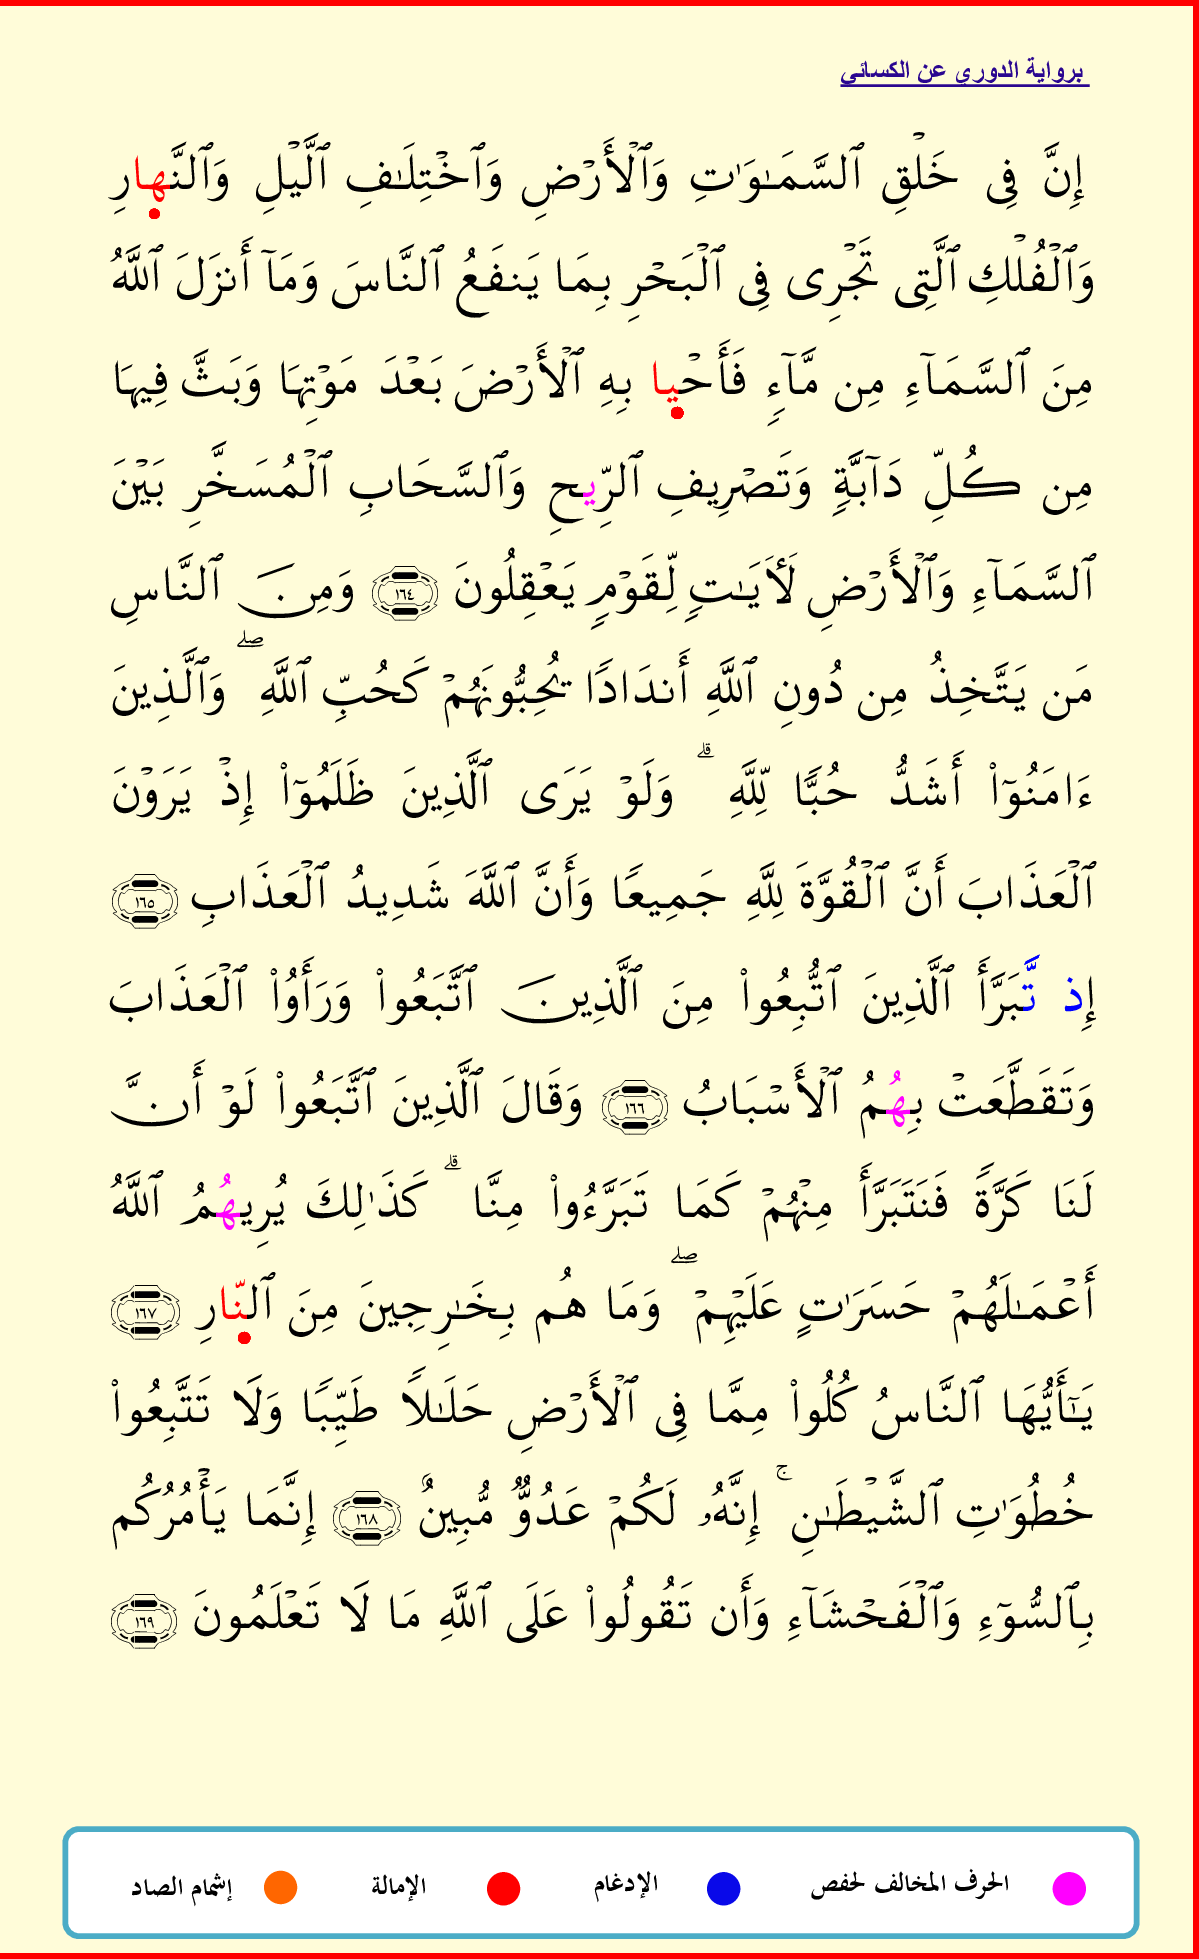 برواية الدوري عن الكسائي
إِنَّ فِى خَلْقِ ٱلسَّمَٰوَٰتِ وَٱلْأَرْضِ وَٱخْتِلَٰفِ ٱلَّيْلِ وَٱلنَّهارِ
وَٱلْفُلْكِ ٱلَّتِى تَجْرِى فِى ٱلْبَحْرِ بِمَا يَنفَعُ ٱلنَّاسَ وَمَآ أَنزَلَ ٱللَّهُ
مِنَ ٱلسَّمَآءِ مِن مَّآءٍ فَأَحْيا بِهِ ٱلْأَرْضَ بَعْدَ مَوْتِهَا وَبَثَّ فِيهَا
مِن كُلِّ دَآبَّةٍ وَتَصْرِيفِ ٱلرِّيحِ وَٱلسَّحَابِ ٱلْمُسَخَّرِ بَيْنَ
ٱلسَّمَآءِ وَٱلْأَرْضِ لَأَيَٰتٍ لِّقَوْمٍ يَعْقِلُونَ ١٦٤ وَمِنَ ٱلنَّاسِ
مَن يَتَّخِذُ مِن دُونِ ٱللَّهِ أَندَادًا يُحِبُّونَهُمْ كَحُبِّ ٱللَّهِ ۖ وَٱلَّذِينَ
ءَامَنُوٓا۟ أَشَدُّ حُبًّا لِّلَّهِ ۗ وَلَوْ يَرَى ٱلَّذِينَ ظَلَمُوٓا۟ إِذْ يَرَوْنَ
ٱلْعَذَابَ أَنَّ ٱلْقُوَّةَ لِلَّهِ جَمِيعًا وَأَنَّ ٱللَّهَ شَدِيدُ ٱلْعَذَابِ ١٦٥
إِذ تَّبَرَّأَ ٱلَّذِينَ ٱتُّبِعُوا۟ مِنَ ٱلَّذِينَ ٱتَّبَعُوا۟ وَرَأَوُا۟ ٱلْعَذَابَ
وَتَقَطَّعَتْ بِهُمُ ٱلْأَسْبَابُ ١٦٦ وَقَالَ ٱلَّذِينَ ٱتَّبَعُوا۟ لَوْ أَنَّ
لَنَا كَرَّةً فَنَتَبَرَّأَ مِنْهُمْ كَمَا تَبَرَّءُوا۟ مِنَّا ۗ كَذَٰلِكَ يُرِيهُمُ ٱللَّهُ
أَعْمَٰلَهُمْ حَسَرَٰتٍ عَلَيْهِمْ ۖ وَمَا هُم بِخَٰرِجِينَ مِنَ ٱلنّارِ ١٦٧
يَٰٓأَيُّهَا ٱلنَّاسُ كُلُوا۟ مِمَّا فِى ٱلْأَرْضِ حَلَٰلًا طَيِّبًا وَلَا تَتَّبِعُوا۟
خُطُوَٰتِ ٱلشَّيْطَٰنِ ۚ إِنَّهُۥ لَكُمْ عَدُوٌّ مُّبِينٌ ١٦٨ إِنَّمَا يَأْمُرُكُم
بِٱلسُّوٓءِ وَٱلْفَحْشَآءِ وَأَن تَقُولُوا۟ عَلَى ٱللَّهِ مَا لَا تَعْلَمُونَ ١٦٩
الحرف المخالف لحفص الإدغام الإمالة إشمام الصاد